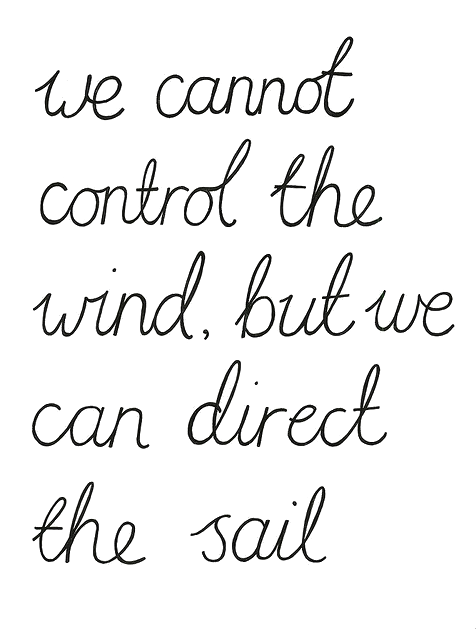 we cannot
control the
wind, but we
can direct
the sail